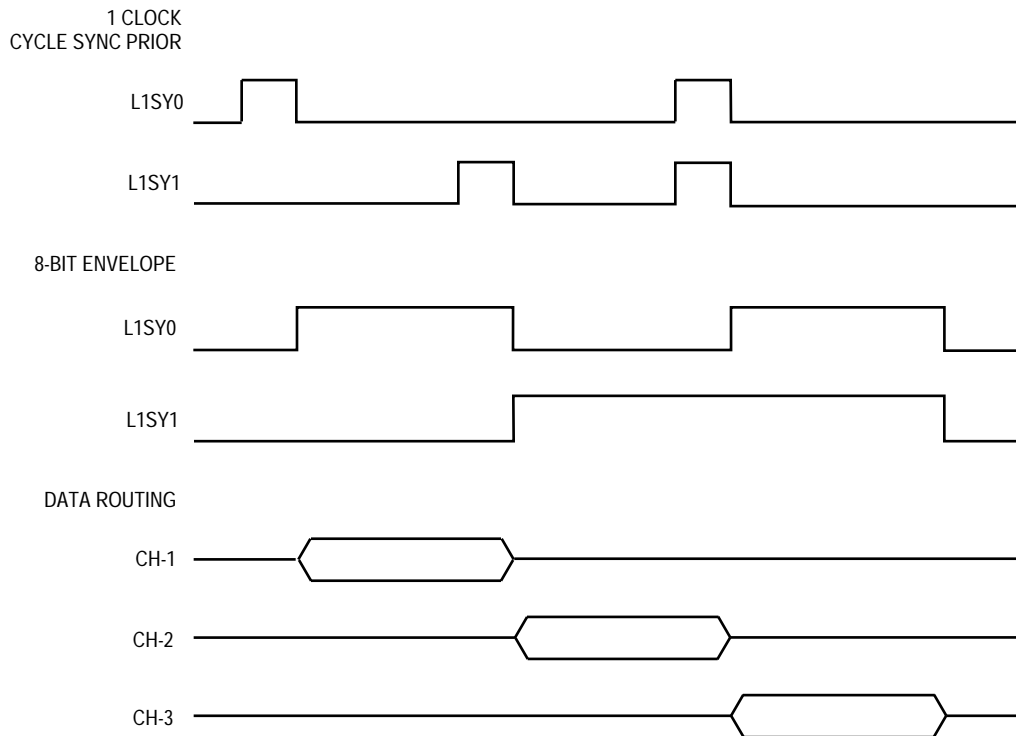 1 CLOCK
CYCLE SYNC PRIOR
L1SY0
L1SY1
8-BIT ENVELOPE
L1SY0
L1SY1
DATA ROUTING
CH-1
CH-2
CH-3